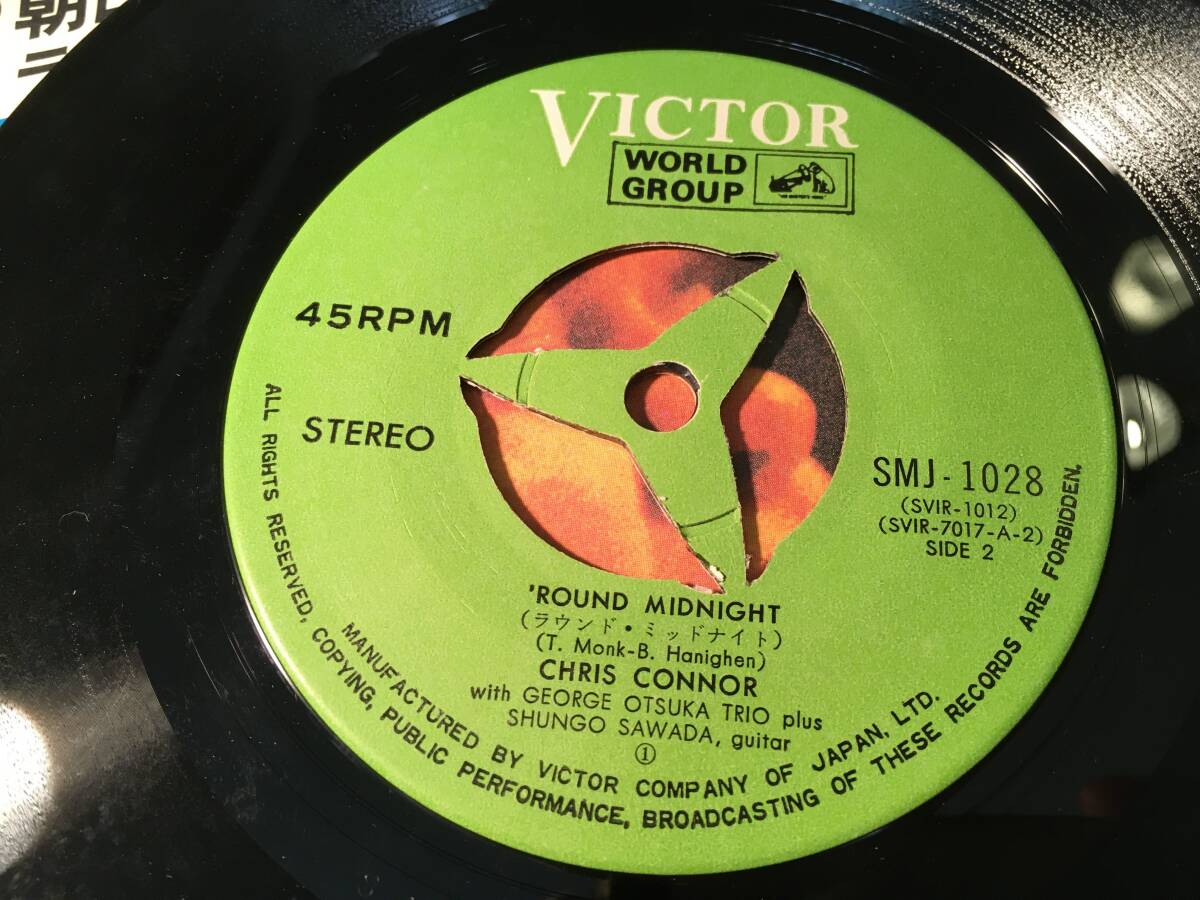 VICTOR
WORLD
GROUP
45RPM
STEREO
SMJ-1028
(SVIR-1012)
(SVIR-7017-A-2)
SIDE 2
'ROUND MIDNIGHT
(ラウンド・ミッドナイト)
(T. Monk-B. Hanighen)
CHRIS CONNOR
with GEORGE OTSUKA TRIO plus
SHUNGO SAWADA, guitar
①
MANUFACTURED BY VICTOR COMPANY OF JAPAN, LTD.
ALL RIGHTS RESERVED, COPYING, PUBLIC PERFORMANCE, BROADCASTING OF THESE RECORDS ARE FORBIDDEN.